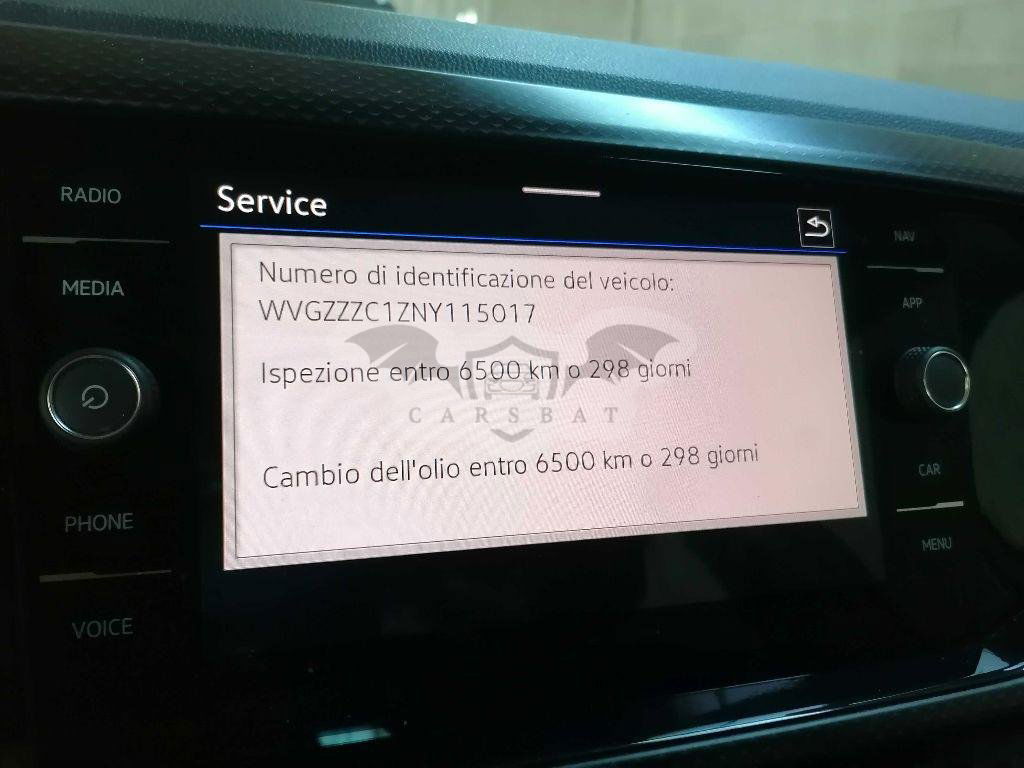 RADIO
MEDIA
PHONE
VOICE
Service
Numero di identificazione del veicolo:
WVGZZZC1ZNY115017
Ispezione entro 6500 km o 298 giorni
CARSBAT
Cambio dell'olio entro 6500 km o 298 giorni
NAV
APP
CAR
MENU